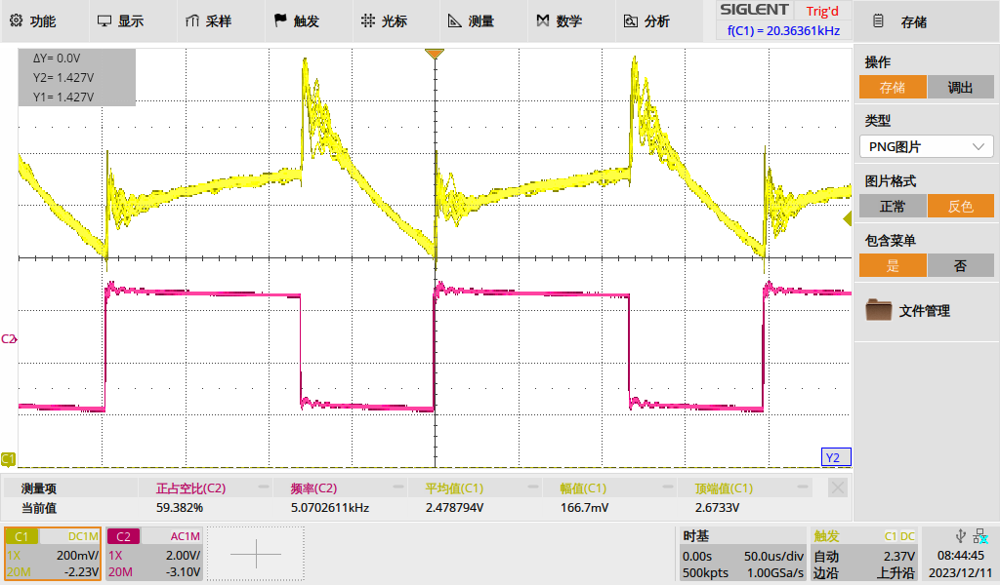 功能 显示 采样 触发 光标 测量 数学 分析 SIGLENT Trig'd
f(C1) = 20.36361kHz
存储
ΔY= 0.0V
Y2= 1.427V
Y1= 1.427V
操作
存储 调出
类型
PNG图片
图片格式
正常 反色
包含菜单
是 否
文件管理
C2
C1
Y2
测量项 正占空比(C2) 频率(C2) 平均值(C1) 幅值(C1) 顶端值(C1)
当前值 59.382% 5.0702611kHz 2.478794V 166.7mV 2.6733V
C1 DC1M
1X 200mV/
20M -2.23V
C2 AC1M
1X 2.00V/
20M -3.10V
时基
0.00s 50.0us/div
500kpts 1.00GSa/s
触发 C1 DC
自动 2.37V
边沿 上升沿
08:44:45
2023/12/11